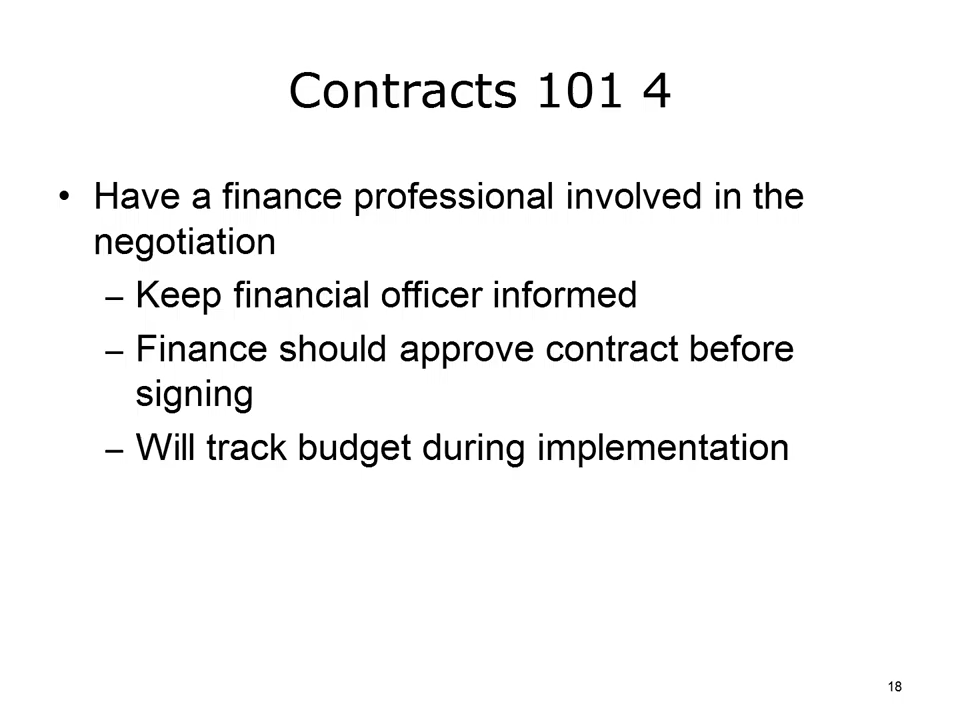 Contracts 101 4
• Have a finance professional involved in the
negotiation
– Keep financial officer informed
– Finance should approve contract before
signing
– Will track budget during implementation
18